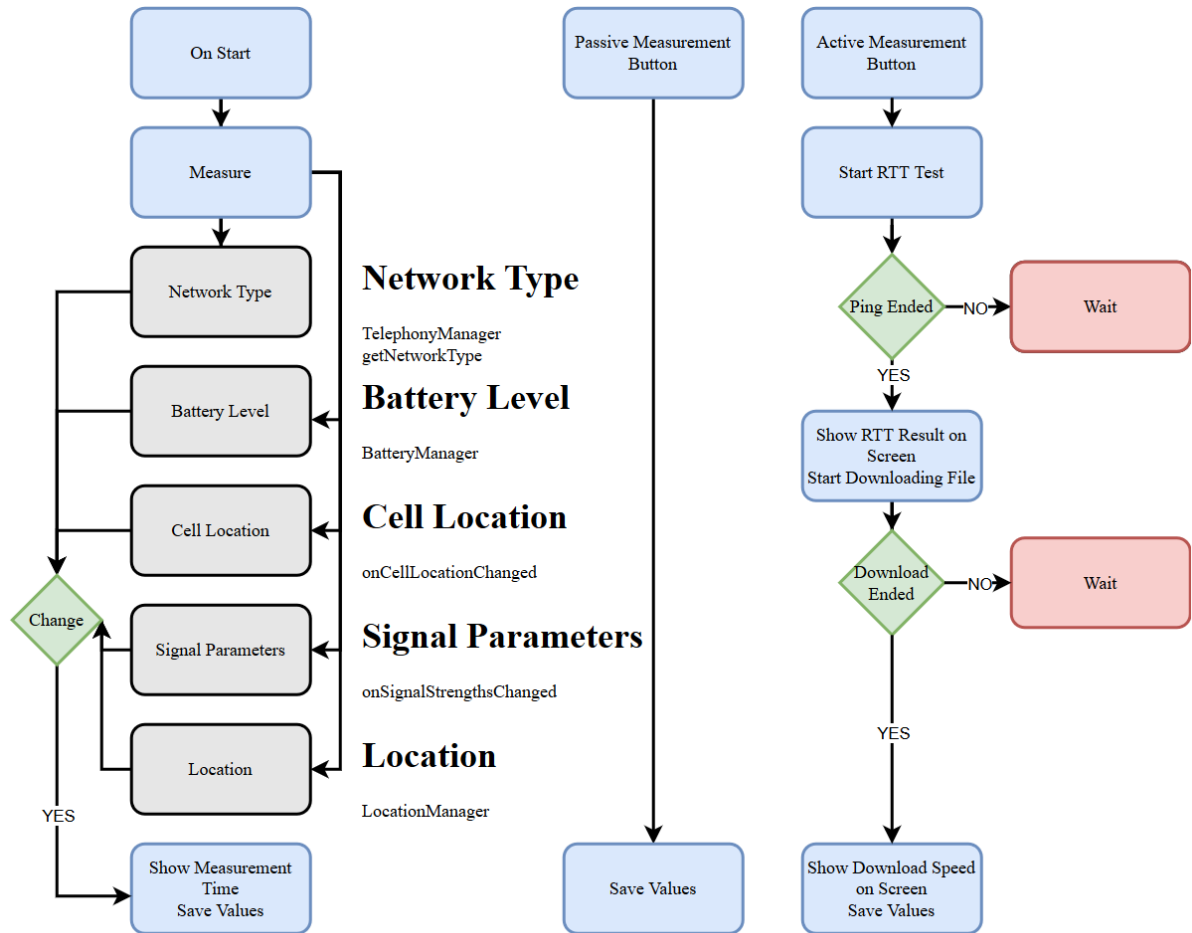 On Start
Measure
Network Type
Battery Level
Cell Location
Change
Signal Parameters
Location
YES
Show Measurement
Time
Save Values
Network Type
TelephonyManager
getNetworkType
Battery Level
BatteryManager
Cell Location
onCellLocationChanged
Signal Parameters
onSignalStrengthsChanged
Location
LocationManager
Passive Measurement
Button
Save Values
Active Measurement
Button
Start RTT Test
Ping Ended
NO
Wait
YES
Show RTT Result on
Screen
Start Downloading File
Download
Ended
NO
Wait
YES
Show Download Speed
on Screen
Save Values